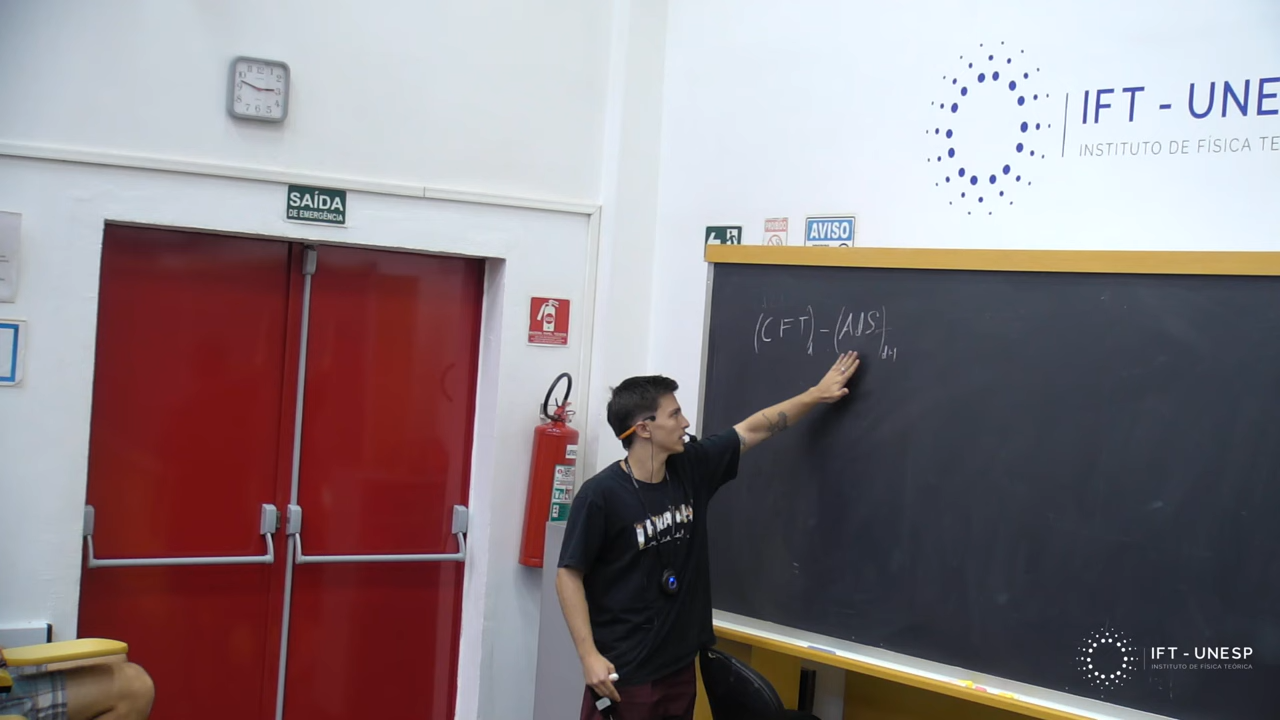 IFT - UNE
INSTITUTO DE FÍSICA TE
SAÍDA
DE EMERGÊNCIA
AVISO
(CFT)d - (AdS)d+1
IFT - UNESP
INSTITUTO DE FÍSICA TEÓRICA